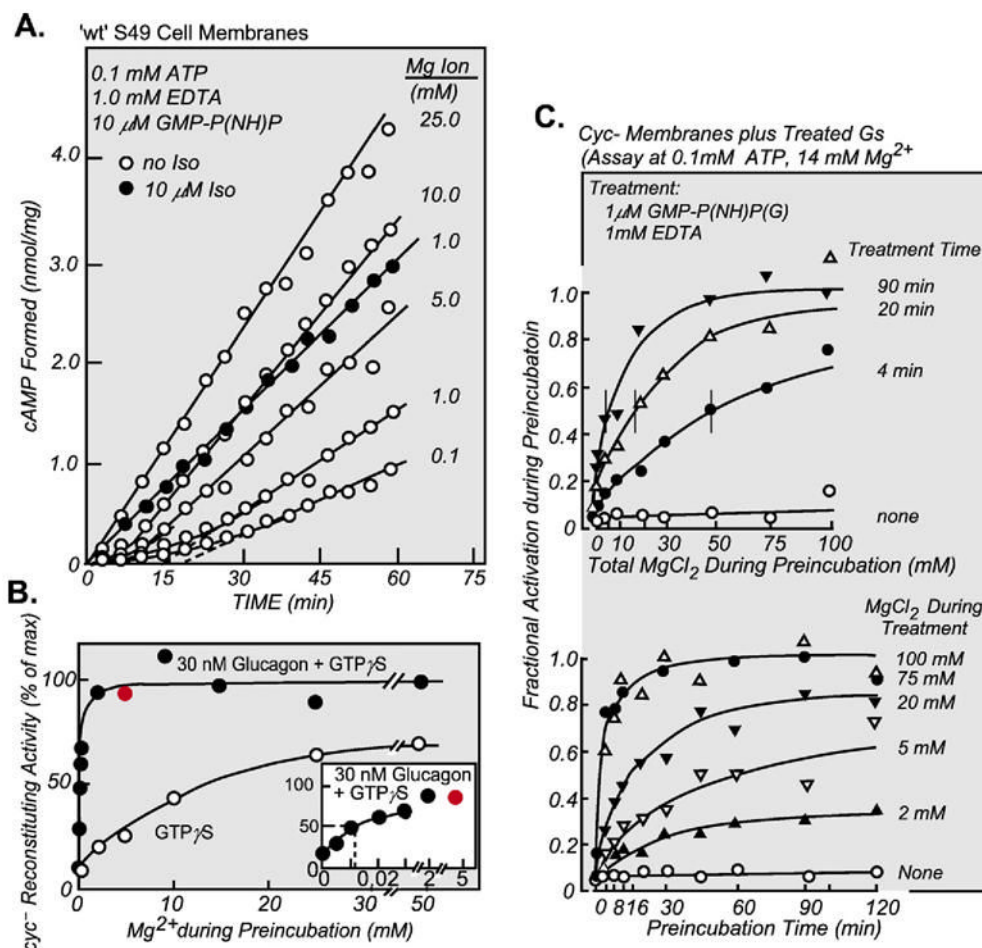 A.
'wt' S49 Cell Membranes
0.1 mM ATP
1.0 mM EDTA
10 µM GMP-P(NH)P
no Iso
10 µM Iso
Mg Ion
(mM)
25.0
10.0
1.0
5.0
1.0
0.1
cAMP Formed (nmol/mg)
4.0
3.0
2.0
1.0
0
0 15 30 45 60 75
TIME (min)
B.
cyc⁻ Reconstituting Activity (% of max)
100
50
0
30 nM Glucagon + GTPγS
GTPγS
30 nM Glucagon
+ GTPγS
100
50
0
0 0.02 2 5
0 10 20 30 50
Mg²⁺during Preincubation (mM)
C.
Cyc- Membranes plus Treated Gs
(Assay at 0.1mM ATP, 14 mM Mg²⁺
Treatment:
1µM GMP-P(NH)P(G)
1mM EDTA
Treatment Time
90 min
20 min
4 min
none
1.0
0.8
0.6
0.4
0.2
0
0 10 30 50 75 100
Total MgCl₂ During Preincubation (mM)
Fractional Activation during Preincubatoin
MgCl₂ During
Treatment
100 mM
75 mM
20 mM
5 mM
2 mM
None
1.0
0.8
0.6
0.4
0.2
0
0 8 16 30 60 90 120
Preincubation Time (min)